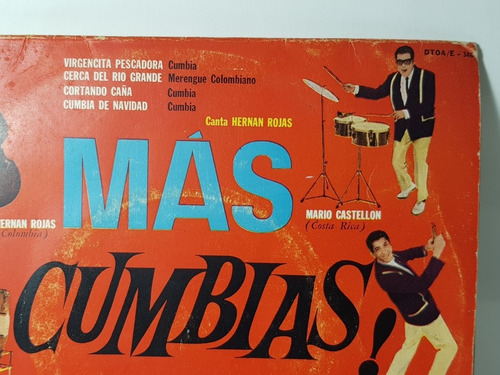 VIRGENCITA PESCADORA Cumbia
CERCA DEL RIO GRANDE Merengue Colombiano
CORTANDO CAÑA Cumbia
CUMBIA DE NAVIDAD Cumbia
Canta HERNAN ROJAS
DTOA/E -
MÁS
HERNAN ROJAS
Colombia)
MARIO CASTELLON
(Costa Rica)
CUMBIAS!